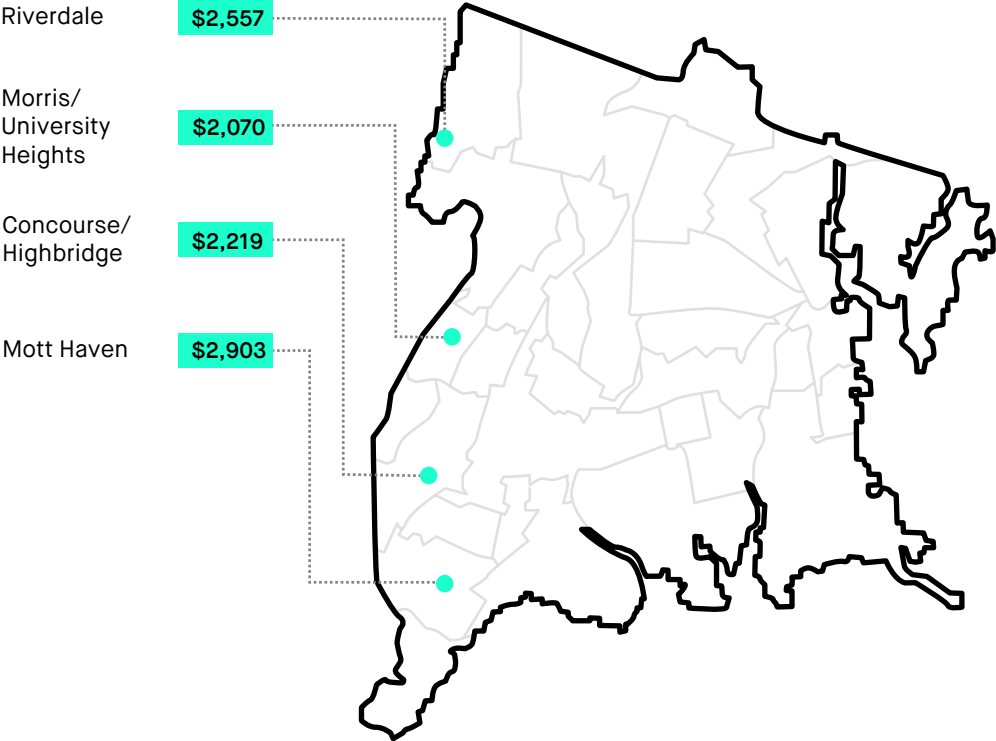 Riverdale
$2,557
Morris/
University
Heights
$2,070
Concourse/
Highbridge
$2,219
Mott Haven
$2,903